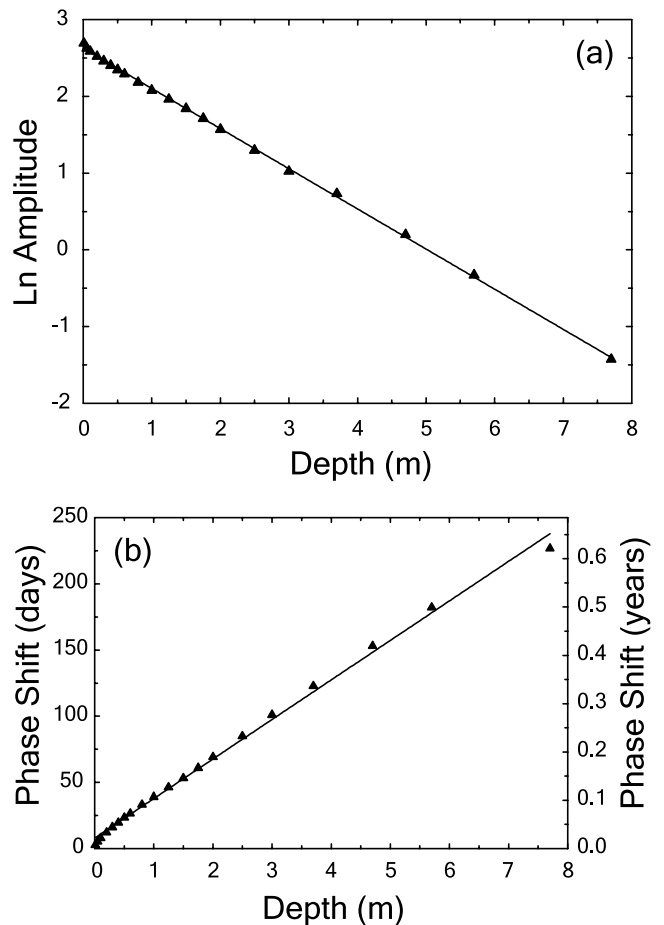 (a)
Ln Amplitude
3
2
1
0
-1
-2
0 1 2 3 4 5 6 7 8
Depth (m)
(b)
Phase Shift (days)
250
200
150
100
50
0
0 1 2 3 4 5 6 7 8
Depth (m)
0.6
0.5
0.4
0.3
0.2
0.1
0.0
Phase Shift (years)